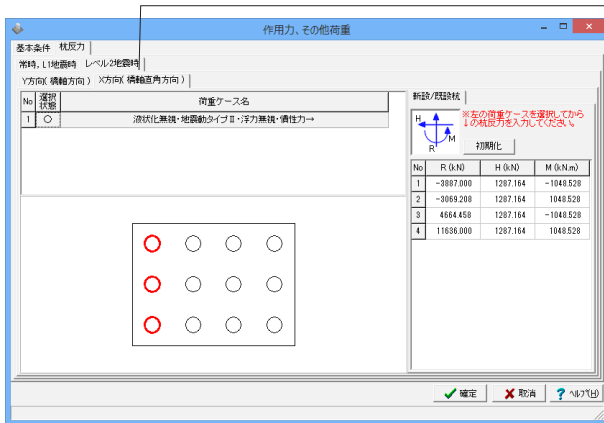 作用力、その他荷重
基本条件 杭反力
常時，L1地震時 レベル2地震時
Y方向(橋軸方向) X方向(橋軸直角方向)
No 選択状態 荷重ケース名
1 ○ 液状化無視・地震動タイプⅡ・浮力無視・慣性力→
新設/既設杭
H M R
※左の荷重ケースを選択してから
↓の杭反力を入力してください。
初期化
No R (kN) H (kN) M (kN.m)
1 -3887.000 1287.164 -1048.528
2 -3069.208 1287.164 1048.528
3 4664.458 1287.164 -1048.528
4 11636.000 1287.164 1048.528
確定 取消 ? ヘルプ(H)